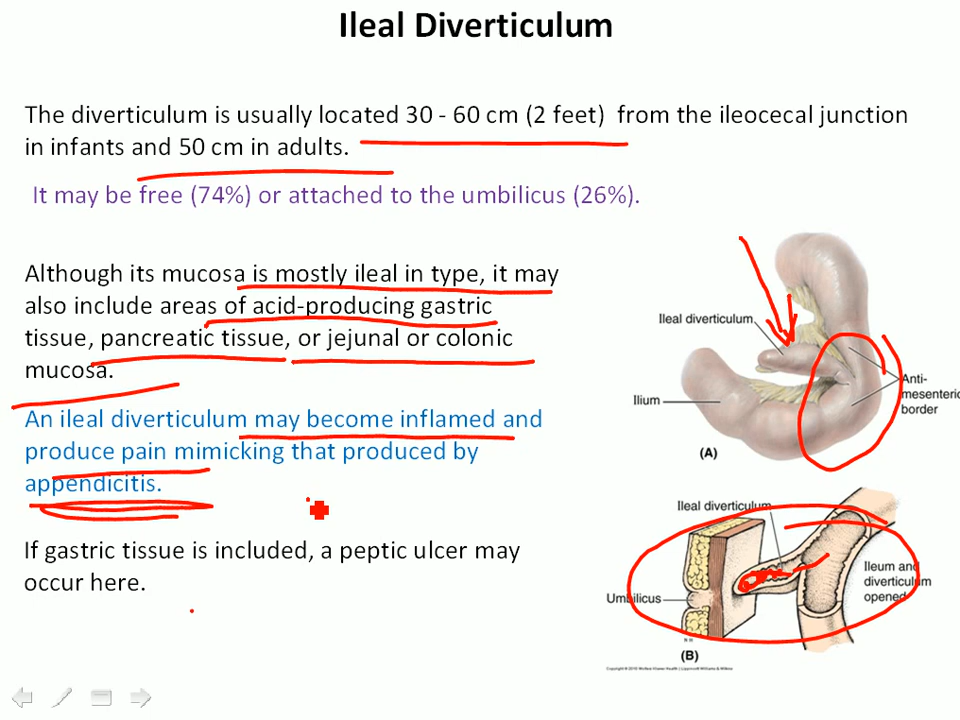 Ileal Diverticulum
The diverticulum is usually located 30 - 60 cm (2 feet) from the ileocecal junction
in infants and 50 cm in adults.
It may be free (74%) or attached to the umbilicus (26%).
Although its mucosa is mostly ileal in type, it may
also include areas of acid-producing gastric
tissue, pancreatic tissue, or jejunal or colonic
mucosa.
An ileal diverticulum may become inflamed and
produce pain mimicking that produced by
appendicitis.
If gastric tissue is included, a peptic ulcer may
occur here.
Ileal diverticulum
Ilium
Anti-
mesenteric
border
(A)
Ileal diverticulum
Umbilicus
Ileum and
diverticulum
opened
(B)